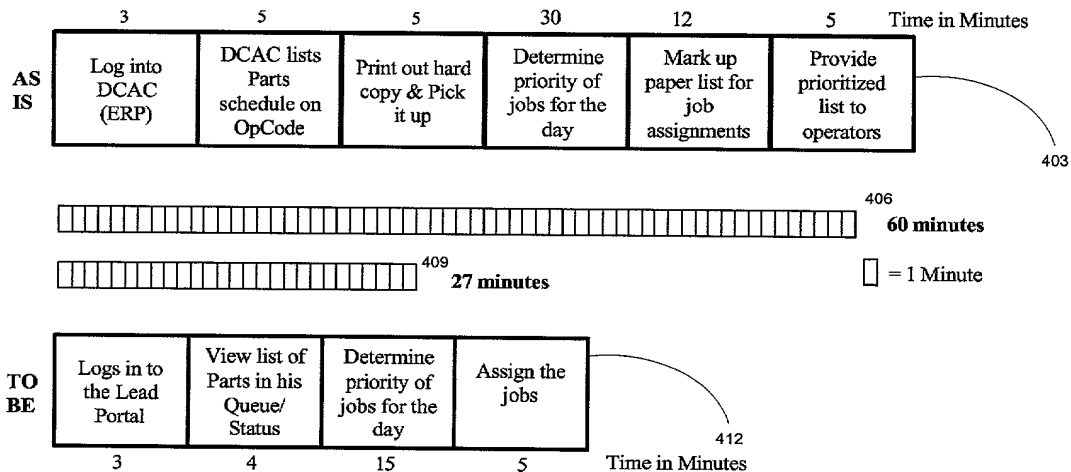 3 5 5 30 12 5 Time in Minutes
AS
IS
Log into
DCAC
(ERP)
DCAC lists
Parts
schedule on
OpCode
Print out hard
copy & Pick
it up
Determine
priority of
jobs for the
day
Mark up
paper list for
job
assignments
Provide
prioritized
list to
operators
403
406
60 minutes
409
27 minutes
= 1 Minute
TO
BE
Logs in to
the Lead
Portal
View list of
Parts in his
Queue/
Status
Determine
priority of
jobs for the
day
Assign the
jobs
412
3 4 15 5 Time in Minutes